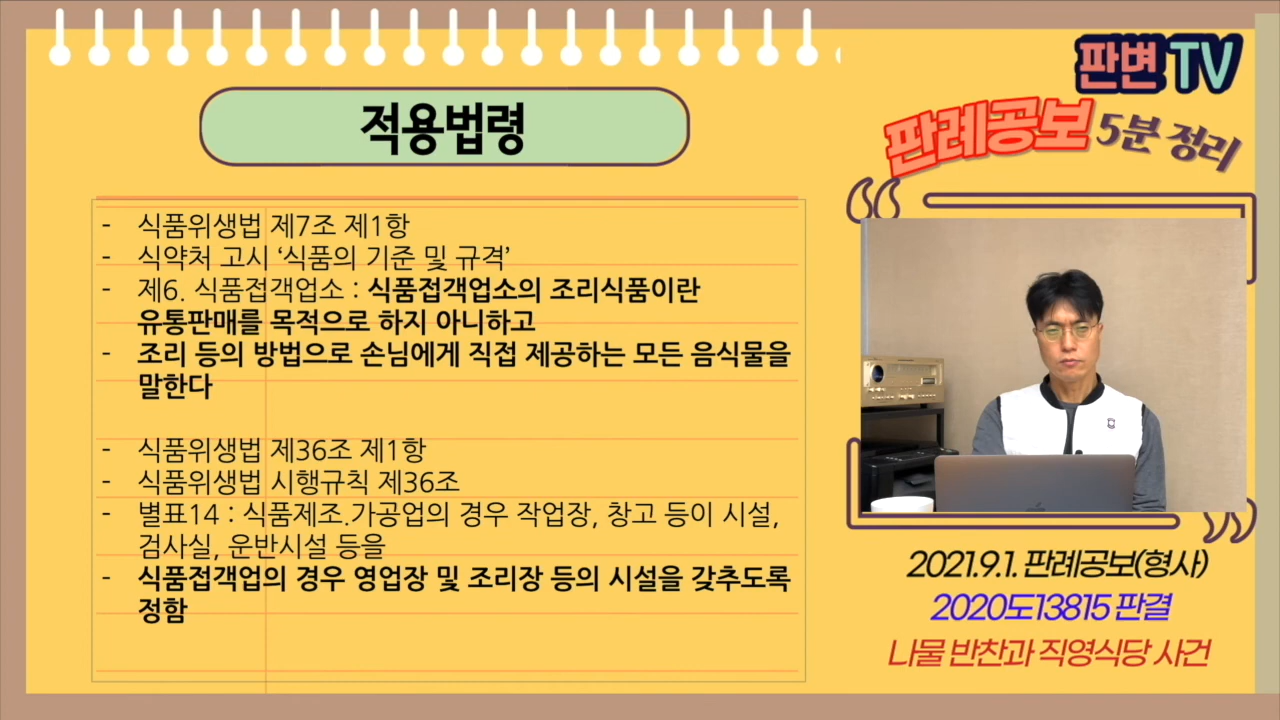 판변 TV
판례공보 5분 정리
적용법령
- 식품위생법 제7조 제1항
- 식약처 고시 ‘식품의 기준 및 규격’
- 제6. 식품접객업소 : 식품접객업소의 조리식품이란
유통판매를 목적으로 하지 아니하고
- 조리 등의 방법으로 손님에게 직접 제공하는 모든 음식물을
말한다
- 식품위생법 제36조 제1항
- 식품위생법 시행규칙 제36조
- 별표14 : 식품제조.가공업의 경우 작업장, 창고 등이 시설,
검사실, 운반시설 등을
- 식품접객업의 경우 영업장 및 조리장 등의 시설을 갖추도록
정함
2021.9.1. 판례공보(형사)
2020도13815 판결
나물 반찬과 직영식당 사건